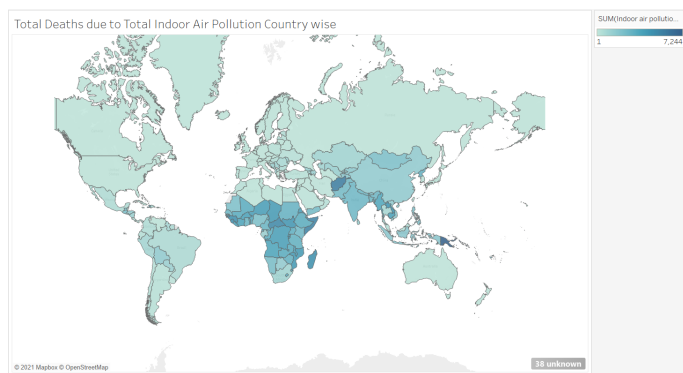 Total Deaths due to Total Indoor Air Pollution Country wise
SUM(Indoor air pollutio...
1 7,244
© 2021 Mapbox © OpenStreetMap
38 unknown